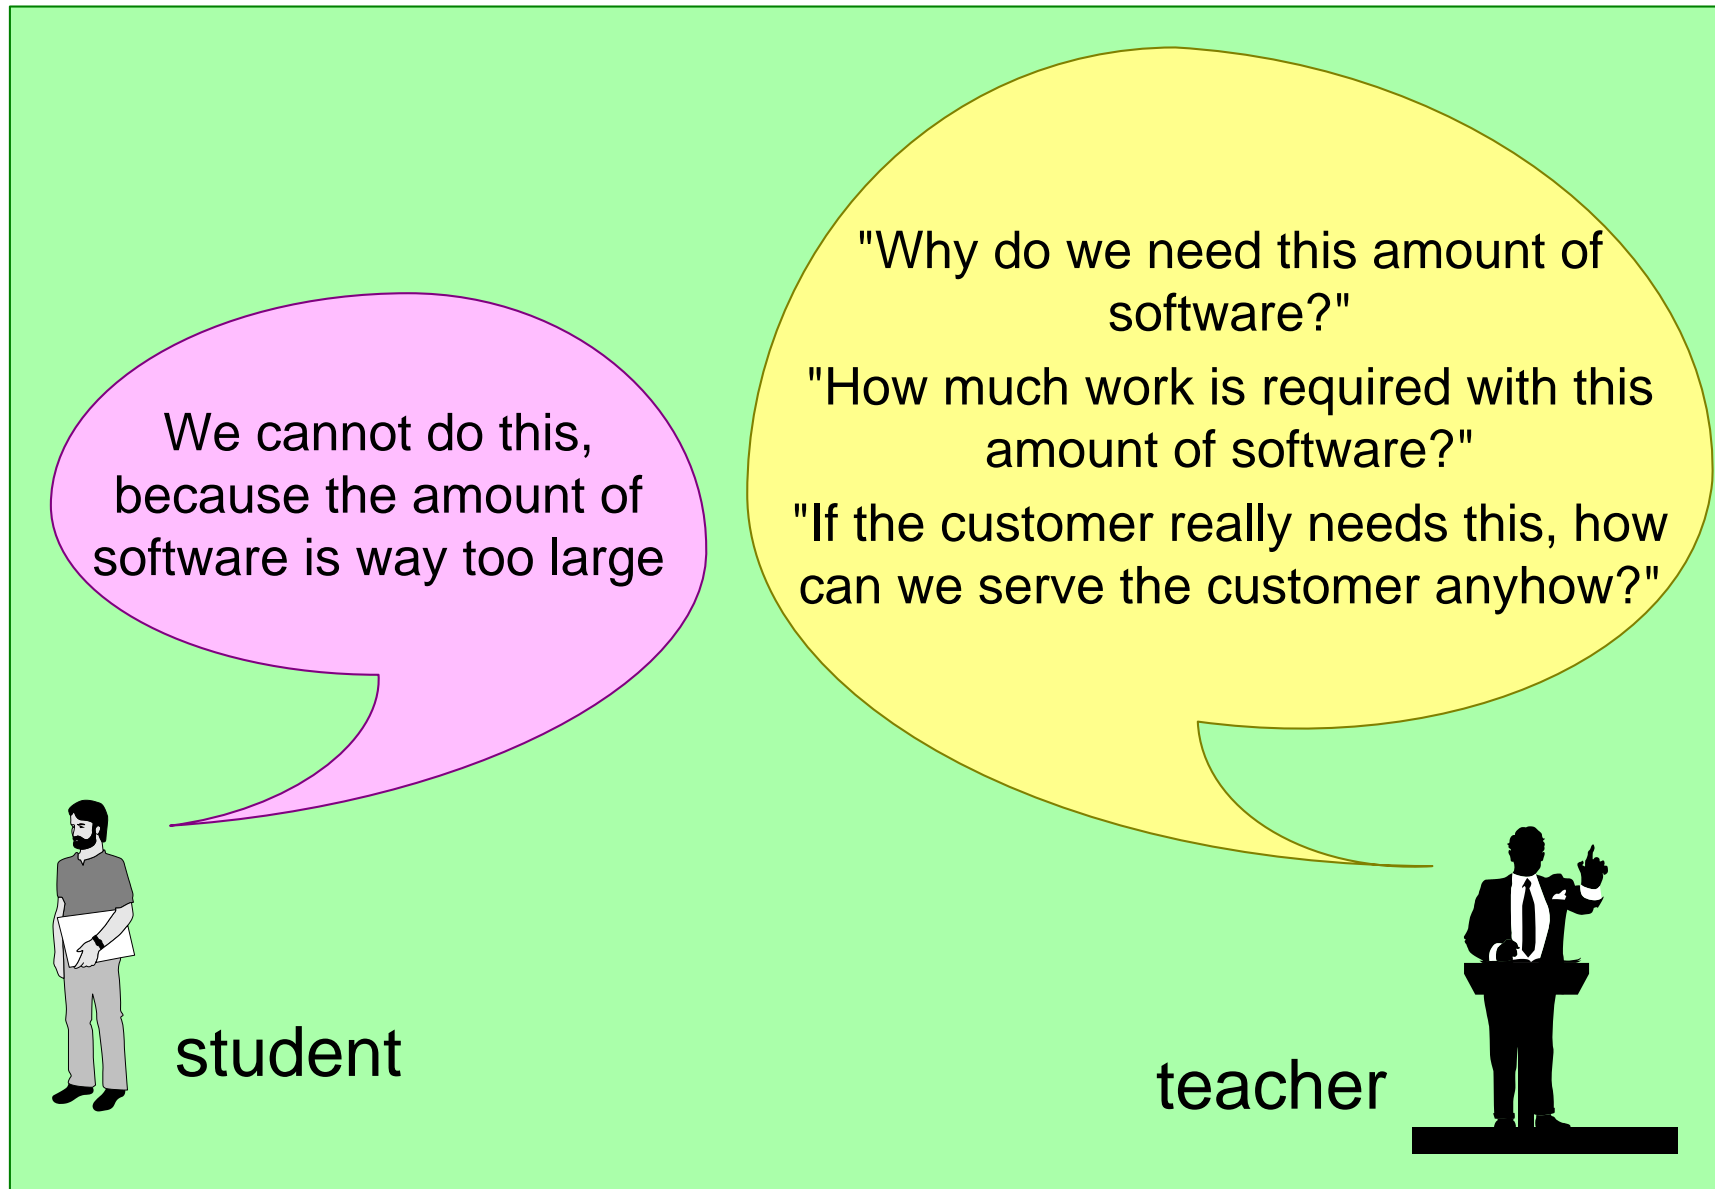 We cannot do this,
because the amount of
software is way too large
"Why do we need this amount of
software?"
"How much work is required with this
amount of software?"
"If the customer really needs this, how
can we serve the customer anyhow?"
student
teacher